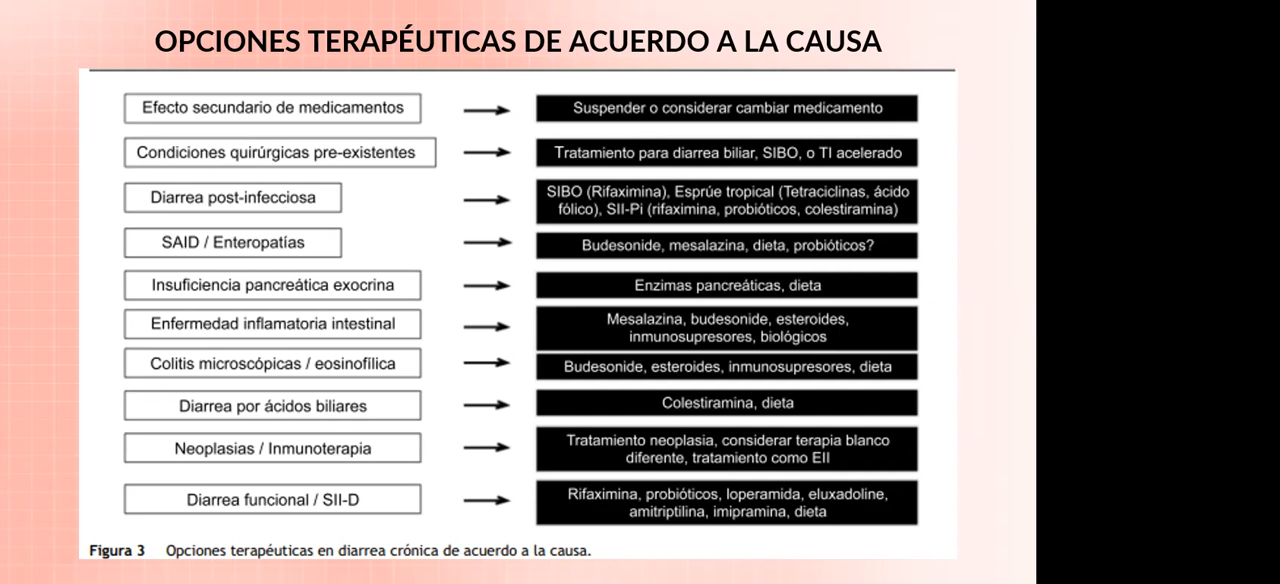 OPCIONES TERAPÉUTICAS DE ACUERDO A LA CAUSA
Efecto secundario de medicamentos
Suspender o considerar cambiar medicamento
Condiciones quirúrgicas pre-existentes
Tratamiento para diarrea biliar, SIBO, o TI acelerado
Diarrea post-infecciosa
SIBO (Rifaximina), Esprúe tropical (Tetraciclinas, ácido
fólico), SII-Pi (rifaximina, probióticos, colestiramina)
SAID / Enteropatías
Budesonide, mesalazina, dieta, probióticos?
Insuficiencia pancreática exocrina
Enzimas pancreáticas, dieta
Enfermedad inflamatoria intestinal
Mesalazina, budesonide, esteroides,
inmunosupresores, biológicos
Colitis microscópicas / eosinofílica
Budesonide, esteroides, inmunosupresores, dieta
Diarrea por ácidos biliares
Colestiramina, dieta
Neoplasias / Inmunoterapia
Tratamiento neoplasia, considerar terapia blanco
diferente, tratamiento como EII
Diarrea funcional / SII-D
Rifaximina, probióticos, loperamida, eluxadoline,
amitriptilina, imipramina, dieta
Figura 3 Opciones terapéuticas en diarrea crónica de acuerdo a la causa.